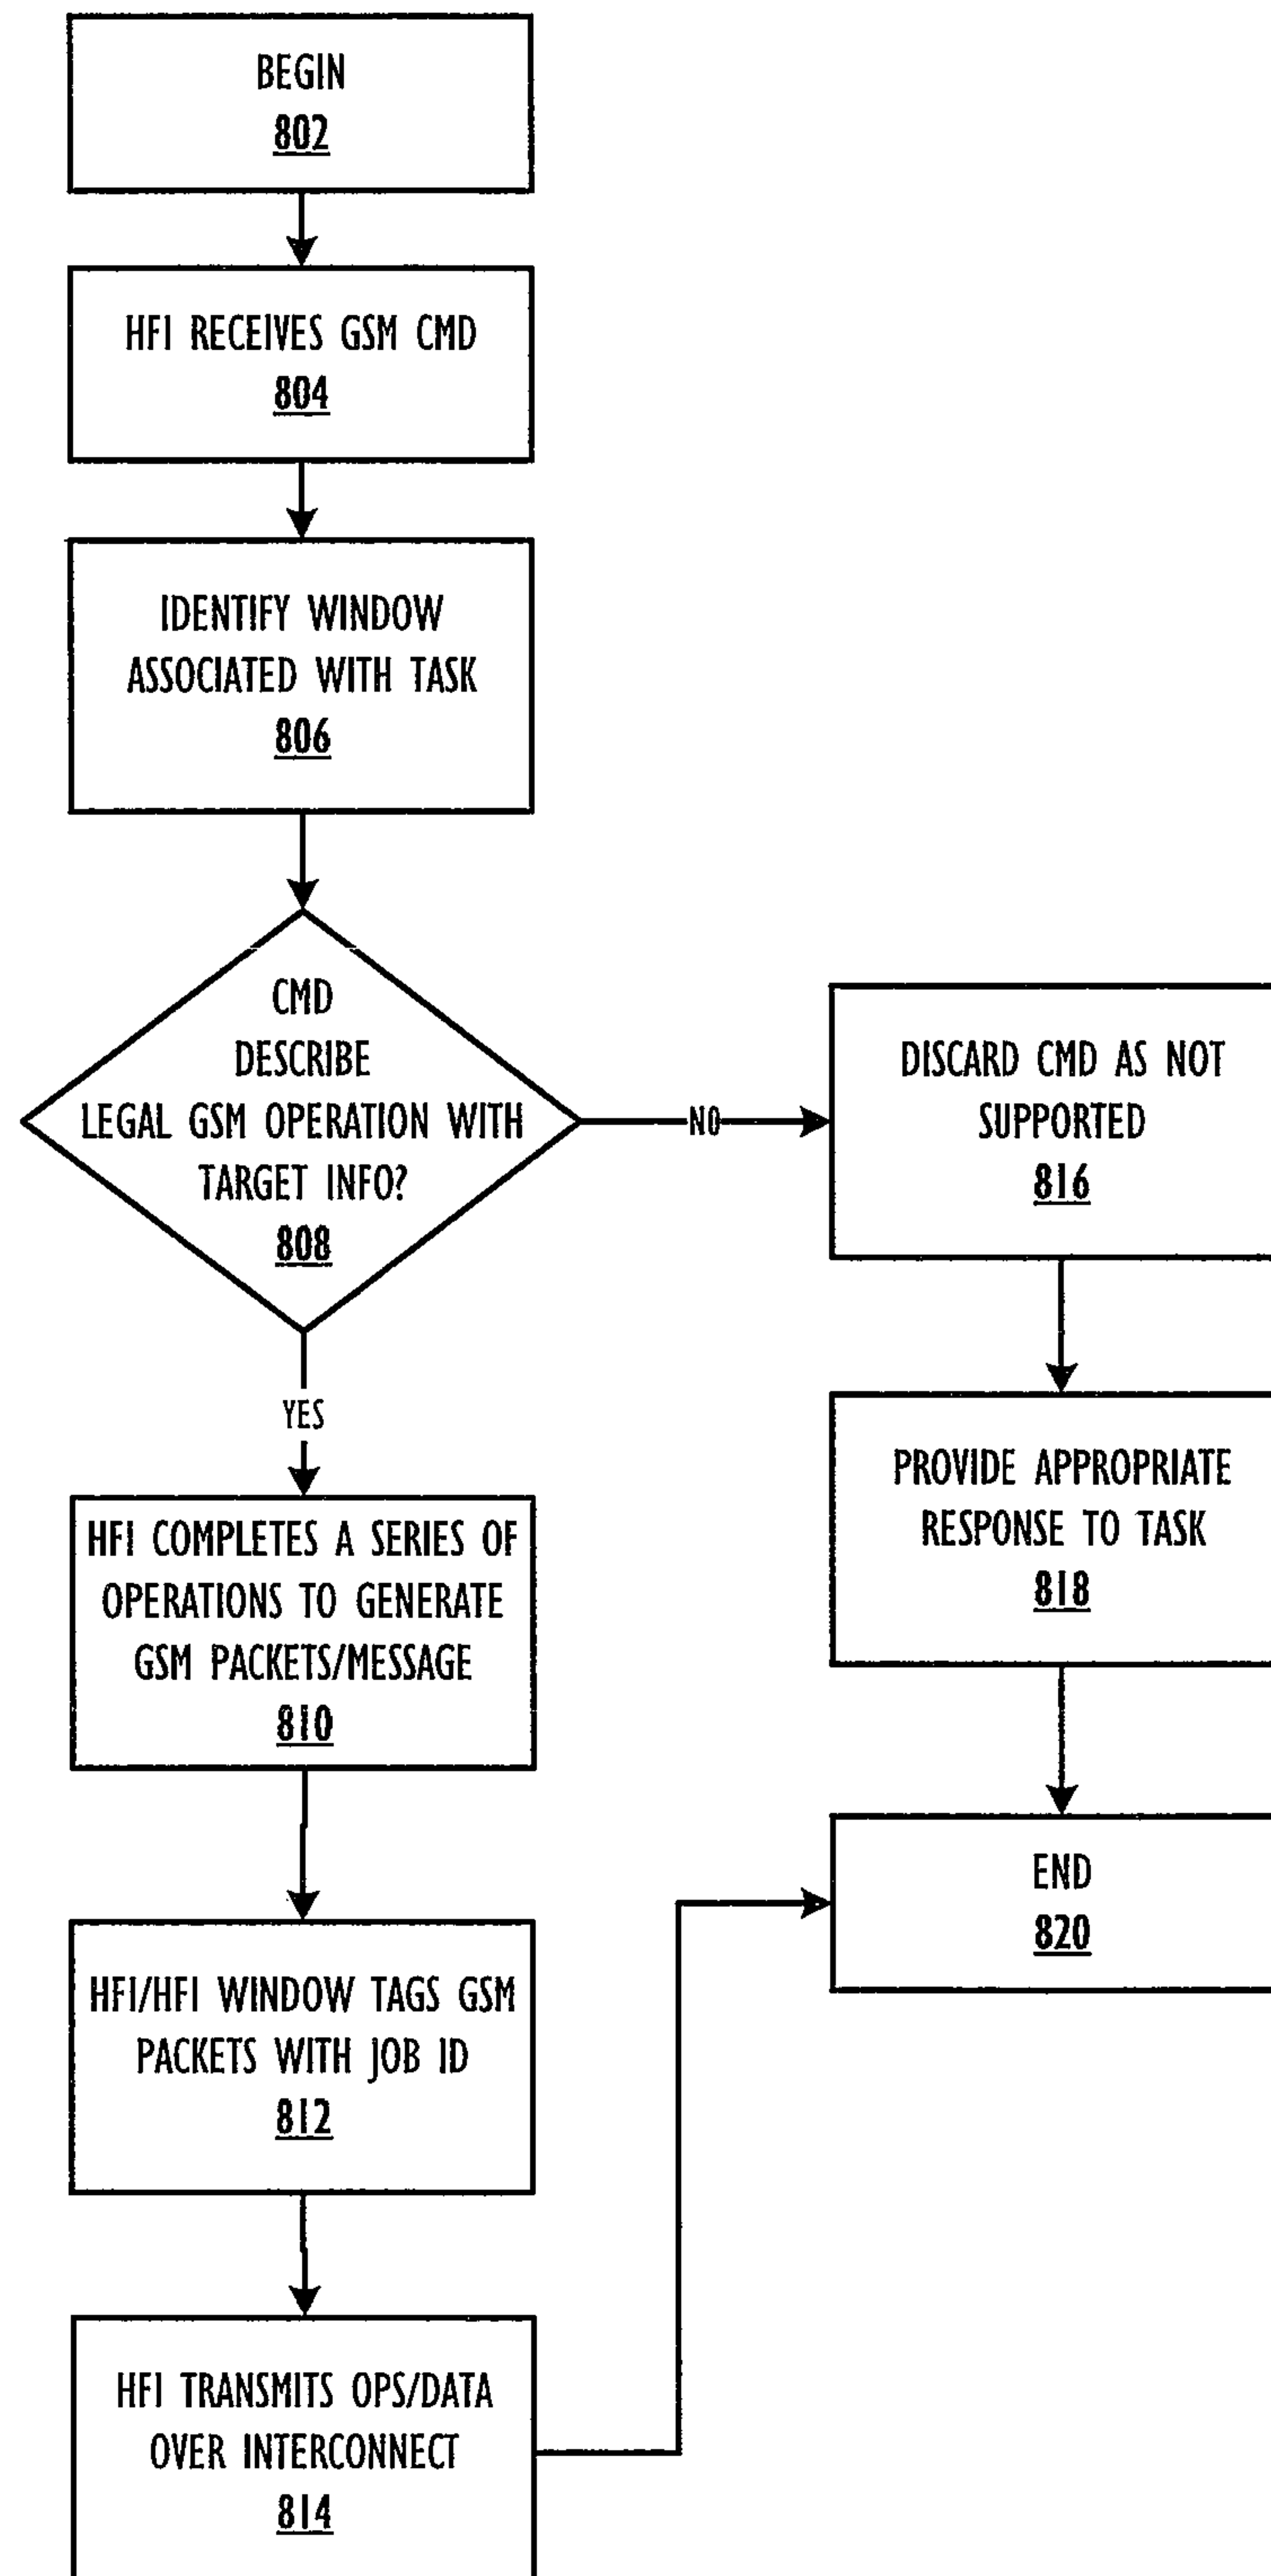 BEGIN
802
HFI RECEIVES GSM CMD
804
IDENTIFY WINDOW
ASSOCIATED WITH TASK
806
CMD
DESCRIBE
LEGAL GSM OPERATION WITH
TARGET INFO?
808
NO
DISCARD CMD AS NOT
SUPPORTED
816
YES
PROVIDE APPROPRIATE
RESPONSE TO TASK
818
HFI COMPLETES A SERIES OF
OPERATIONS TO GENERATE
GSM PACKETS/MESSAGE
810
END
820
HFI/HFI WINDOW TAGS GSM
PACKETS WITH JOB ID
812
HFI TRANSMITS OPS/DATA
OVER INTERCONNECT
814